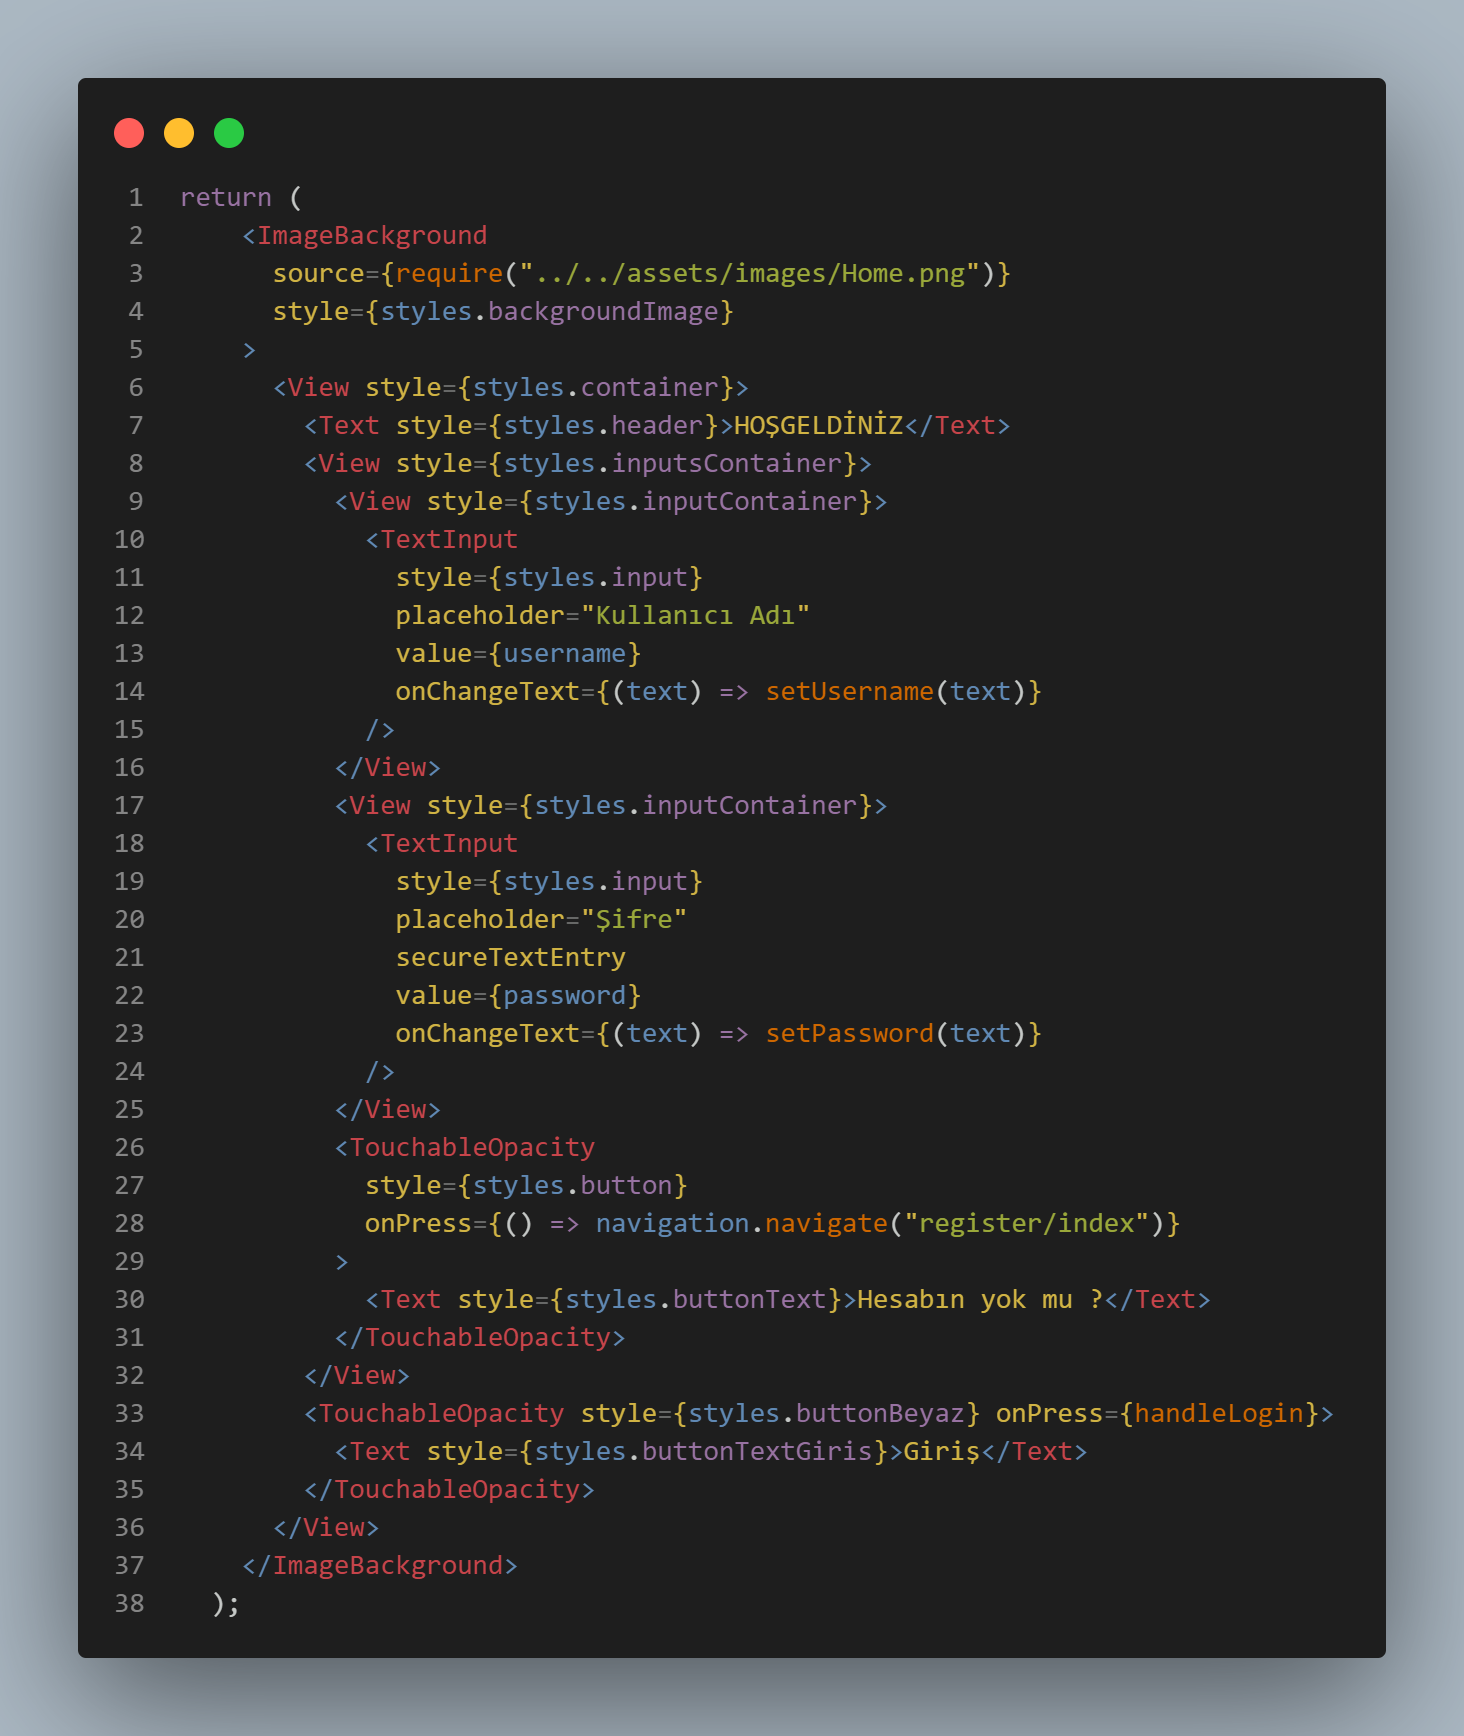 1 return (
2     <ImageBackground
3       source={require("../../assets/images/Home.png")}
4       style={styles.backgroundImage}
5     >
6       <View style={styles.container}>
7         <Text style={styles.header}>HOŞGELDİNİZ</Text>
8         <View style={styles.inputsContainer}>
9           <View style={styles.inputContainer}>
10             <TextInput
11               style={styles.input}
12               placeholder="Kullanıcı Adı"
13               value={username}
14               onChangeText={(text) => setUsername(text)}
15             />
16           </View>
17           <View style={styles.inputContainer}>
18             <TextInput
19               style={styles.input}
20               placeholder="Şifre"
21               secureTextEntry
22               value={password}
23               onChangeText={(text) => setPassword(text)}
24             />
25           </View>
26           <TouchableOpacity
27             style={styles.button}
28             onPress={() => navigation.navigate("register/index")}
29           >
30             <Text style={styles.buttonText}>Hesabın yok mu ?</Text>
31           </TouchableOpacity>
32         </View>
33         <TouchableOpacity style={styles.buttonBeyaz} onPress={handleLogin}>
34           <Text style={styles.buttonTextGiris}>Giriş</Text>
35         </TouchableOpacity>
36       </View>
37     </ImageBackground>
38   );